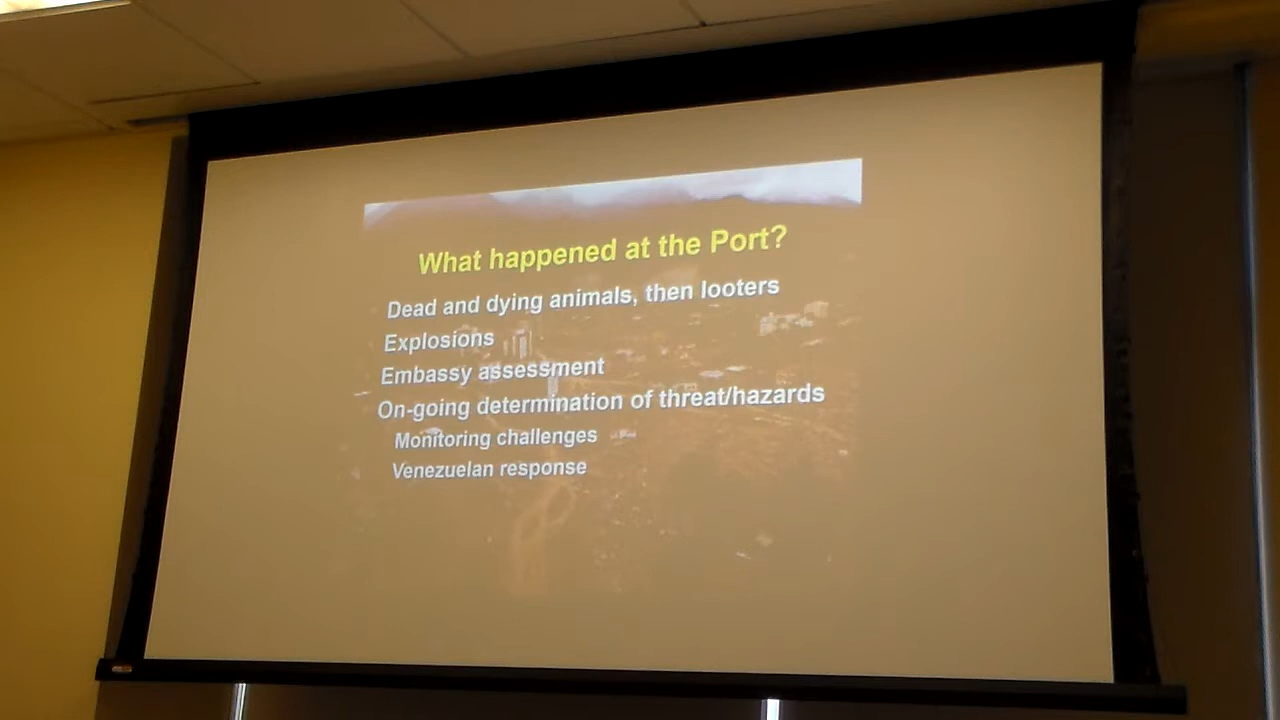 What happened at the Port?
Dead and dying animals, then looters
Explosions
Embassy assessment
On-going determination of threat/hazards
Monitoring challenges
Venezuelan response